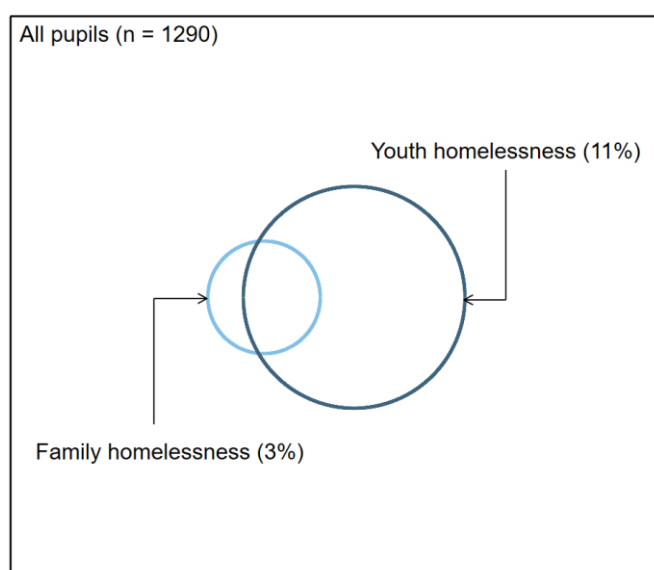 All pupils (n = 1290)
Youth homelessness (11%)
Family homelessness (3%)